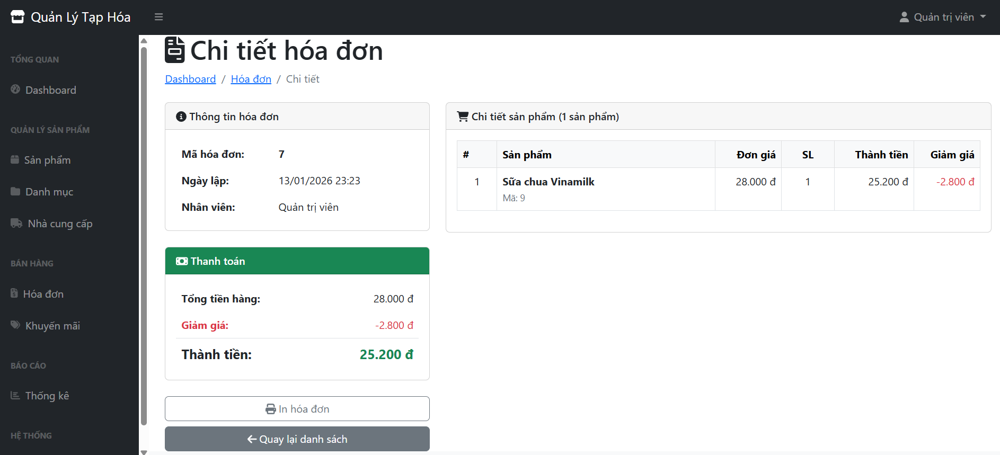 Quản Lý Tạp Hóa
Quản trị viên
TỔNG QUAN
Dashboard
QUẢN LÝ SẢN PHẨM
Sản phẩm
Danh mục
Nhà cung cấp
BÁN HÀNG
Hóa đơn
Khuyến mãi
BÁO CÁO
Thống kê
HỆ THỐNG
Chi tiết hóa đơn
Dashboard / Hóa đơn / Chi tiết
Thông tin hóa đơn
Mã hóa đơn: 7
Ngày lập: 13/01/2026 23:23
Nhân viên: Quản trị viên
Thanh toán
Tổng tiền hàng: 28.000 đ
Giảm giá: -2.800 đ
Thành tiền: 25.200 đ
In hóa đơn
Quay lại danh sách
Chi tiết sản phẩm (1 sản phẩm)
# Sản phẩm Đơn giá SL Thành tiền Giảm giá
1 Sữa chua Vinamilk 28.000 đ 1 25.200 đ -2.800 đ
Mã: 9